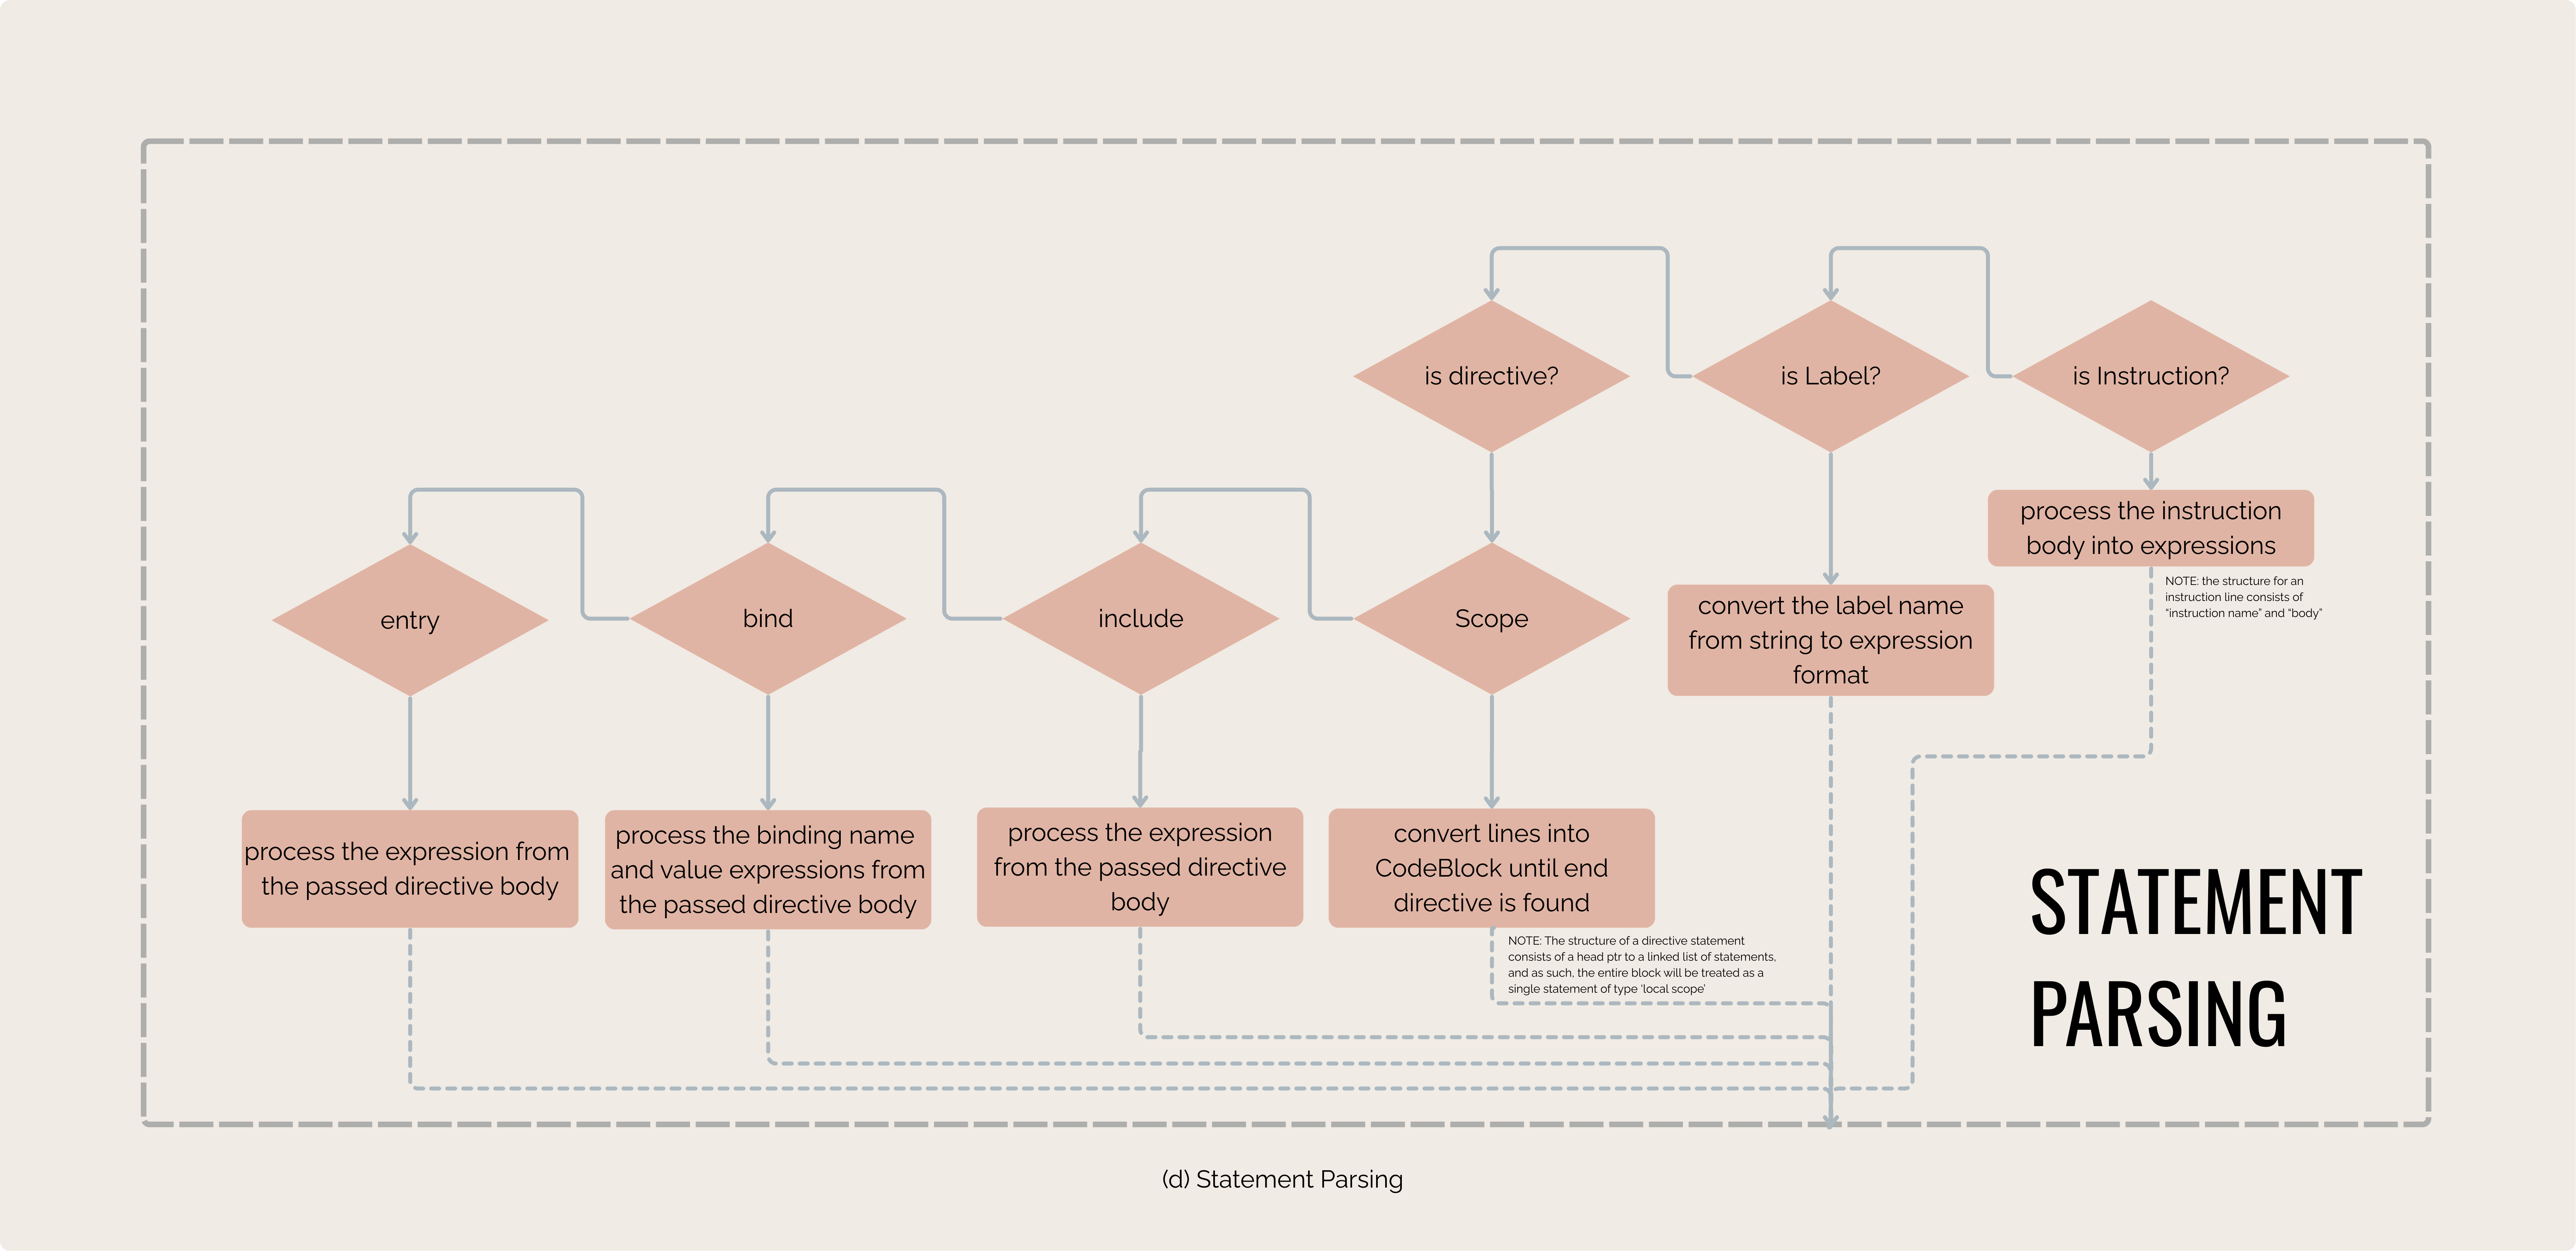 is directive?
is Label?
is Instruction?
process the instruction
body into expressions
NOTE: the structure for an
instruction line consists of
“instruction name” and “body”
convert the label name
from string to expression
format
entry
bind
include
Scope
process the expression from
the passed directive body
process the binding name
and value expressions from
the passed directive body
process the expression
from the passed directive
body
convert lines into
CodeBlock until end
directive is found
NOTE: The structure of a directive statement
consists of a head ptr to a linked list of statements,
and as such, the entire block will be treated as a
single statement of type ‘local scope’
STATEMENT
PARSING
(d) Statement Parsing